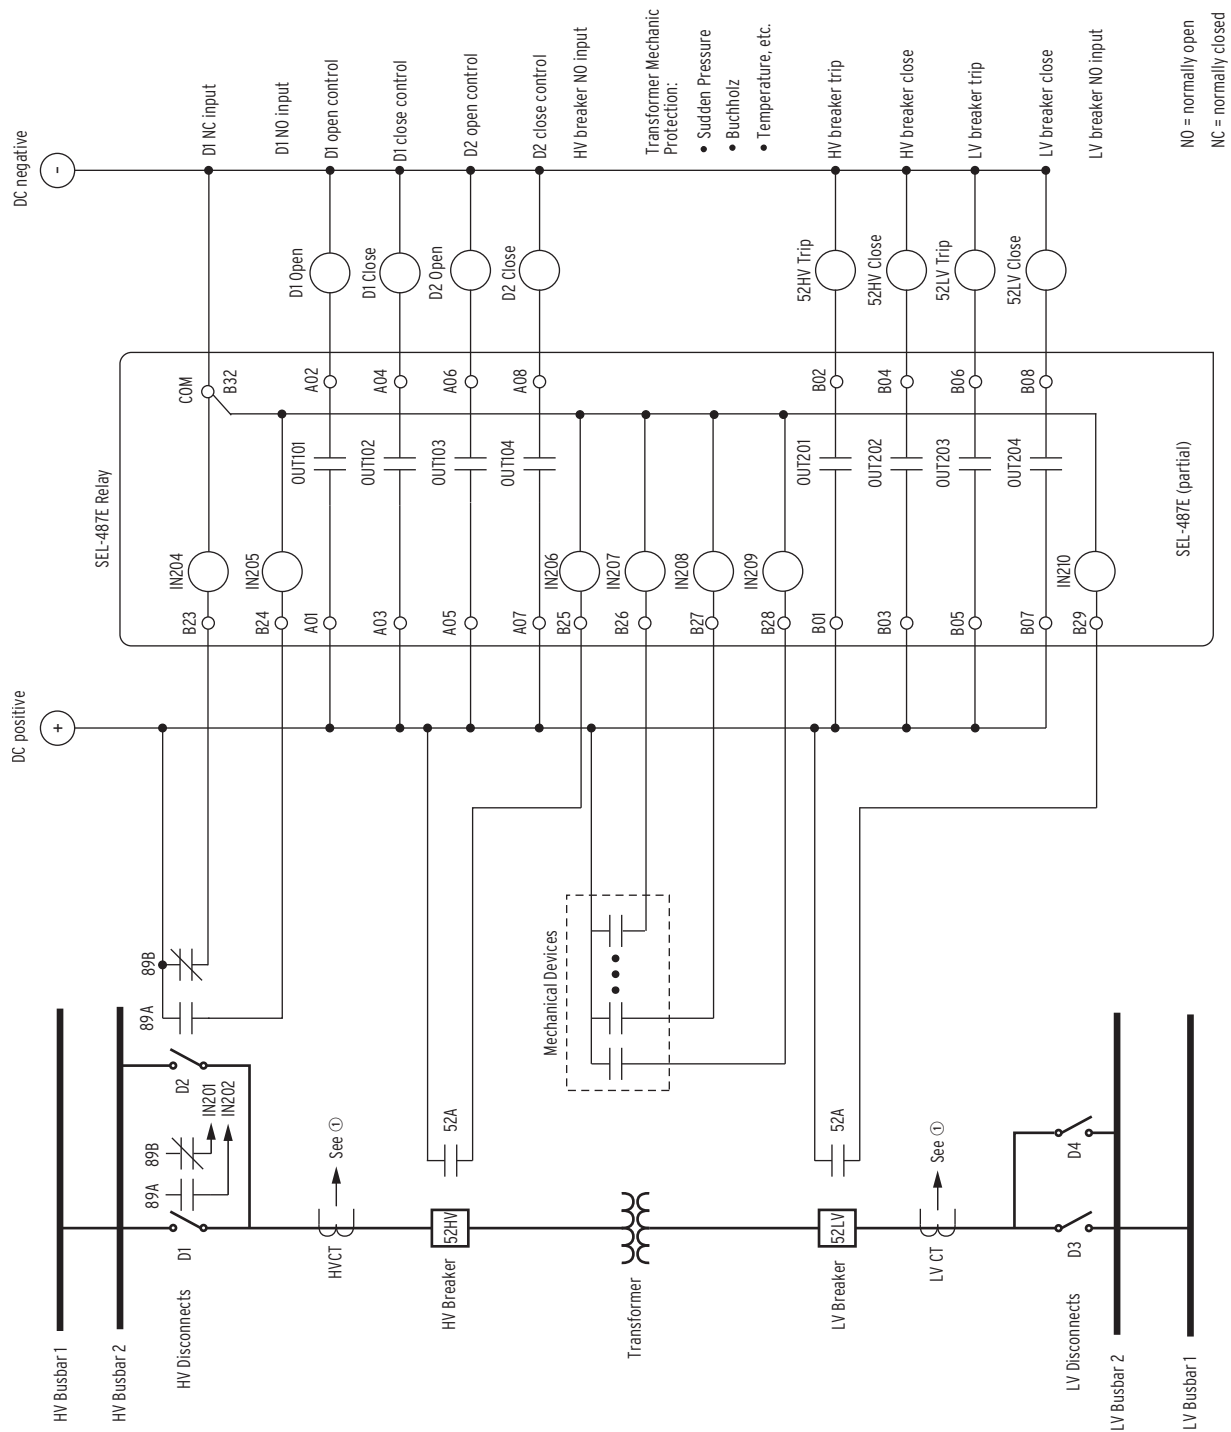 DC negative
-
D1 NC input
D1 NO input
D1 open control
D1 close control
D2 open control
D2 close control
HV breaker NO input
Transformer Mechanic
Protection:
• Sudden Pressure
• Buchholz
• Temperature, etc.
HV breaker trip
HV breaker close
LV breaker trip
LV breaker close
LV breaker NO input
NO = normally open
NC = normally closed
D1 Open
D1 Close
D2 Open
D2 Close
52HV Trip
52HV Close
52LV Trip
52LV Close
SEL-487E Relay
COM
B32
A02
A04
A06
A08
B02
B04
B06
B08
OUT101
OUT102
OUT103
OUT104
OUT201
OUT202
OUT203
OUT204
SEL-487E (partial)
IN204
IN205
IN206
IN207
IN208
IN209
IN210
B23
B24
A01
A03
A05
A07
B25
B26
B27
B28
B01
B03
B05
B07
B29
DC positive
+
89B
89A
Mechanical Devices
D2
IN201
IN202
89B
89A
See ①
52A
52A
See ①
D4
D1
HVCT
52HV
52LV
LV CT
D3
HV Busbar 1
HV Busbar 2
HV Disconnects
HV Breaker
Transformer
LV Breaker
LV Disconnects
LV Busbar 2
LV Busbar 1